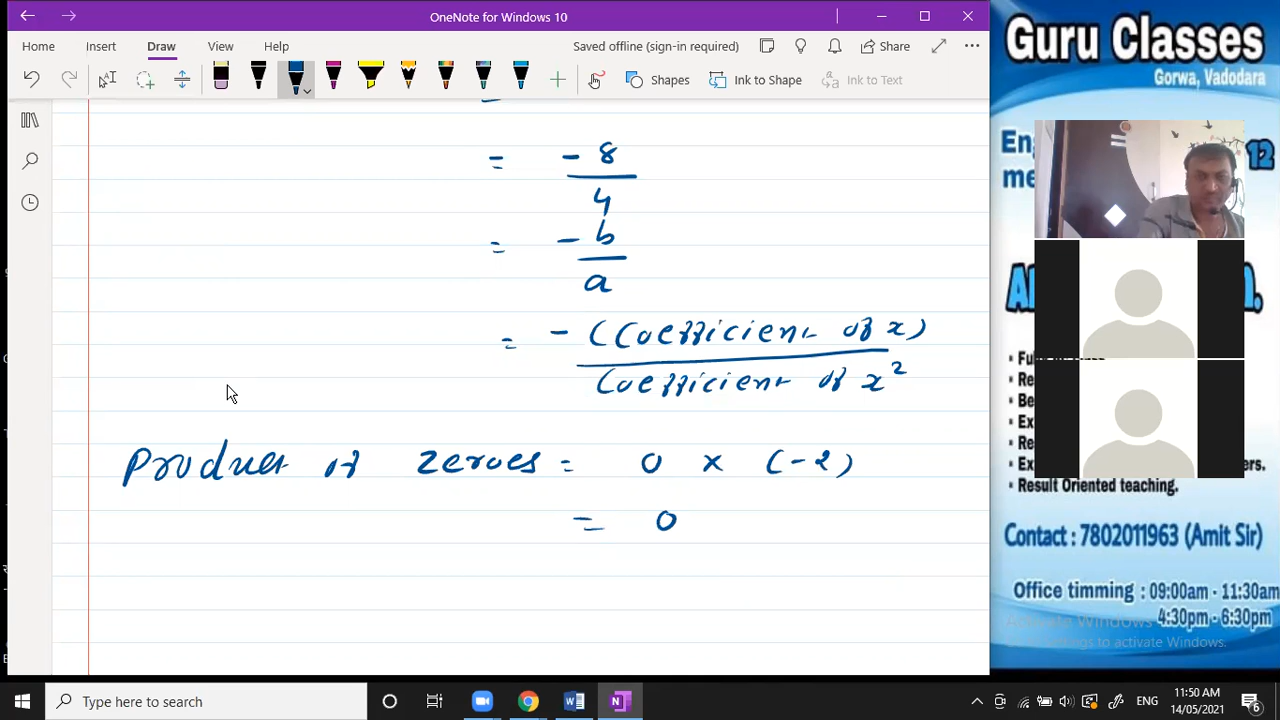 OneNote for Windows 10
Home Insert Draw View Help
Saved offline (sign-in required) Share
Shapes Ink to Shape Ink to Text
= - 8
4
= - b
a
= - (Coefficient of x)
Coefficient of x²
Product of zeroes = 0 × (-2)
= 0
Guru Classes
Gorwa, Vadodara
12
Result Oriented teaching.
Contact : 7802011963 (Amit Sir)
Office timming : 09:00am - 11:30am
4:30pm - 6:30pm
Activate Windows
settings to activate Windows.
Type here to search
ENG
11:50 AM
14/05/2021
6